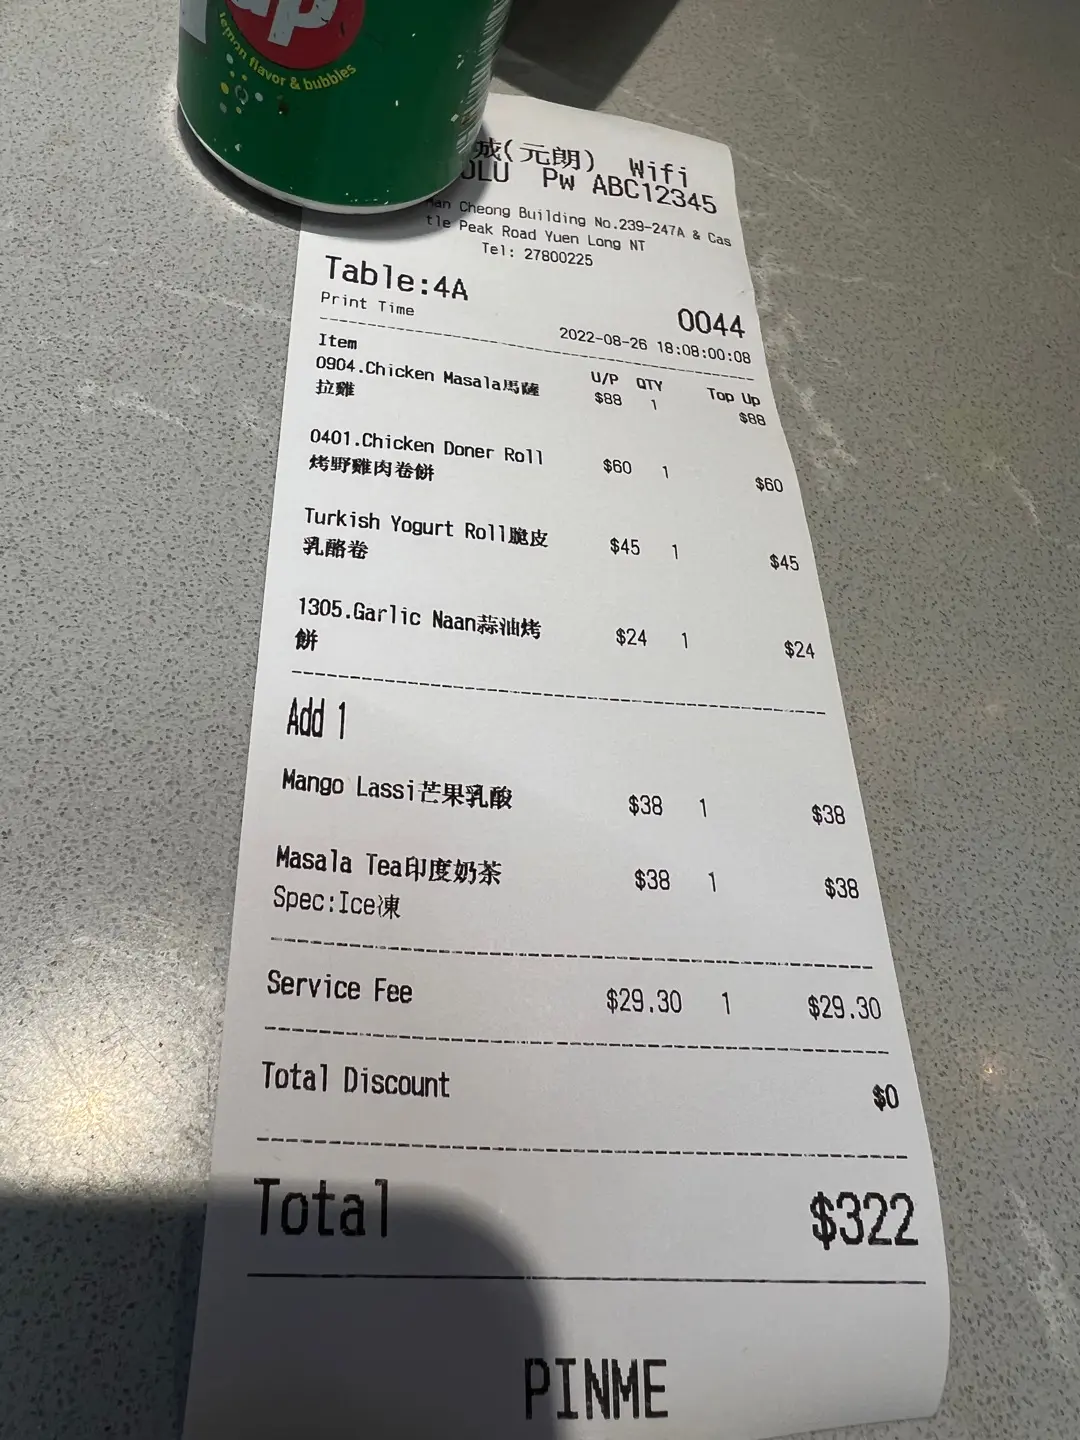 up
lemon flavor & bubbles
城(元朗) Wifi
OLU Pw ABC12345
Man Cheong Building No.239-247A & Cas
tle Peak Road Yuen Long NT
Tel: 27800225
Table:4A 0044
Print Time 2022-08-26 18:08:00:08
Item U/P QTY Top Up
0904.Chicken Masala馬薩 $88 1 $88
拉雞
0401.Chicken Doner Roll $60 1 $60
烤野雞肉卷餅
Turkish Yogurt Roll脆皮 $45 1 $45
乳酪卷
1305.Garlic Naan蒜油烤 $24 1 $24
餅
Add 1
Mango Lassi芒果乳酸 $38 1 $38
Masala Tea印度奶茶 $38 1 $38
Spec:Ice凍
Service Fee $29.30 1 $29.30
Total Discount $0
Total $322
PINME